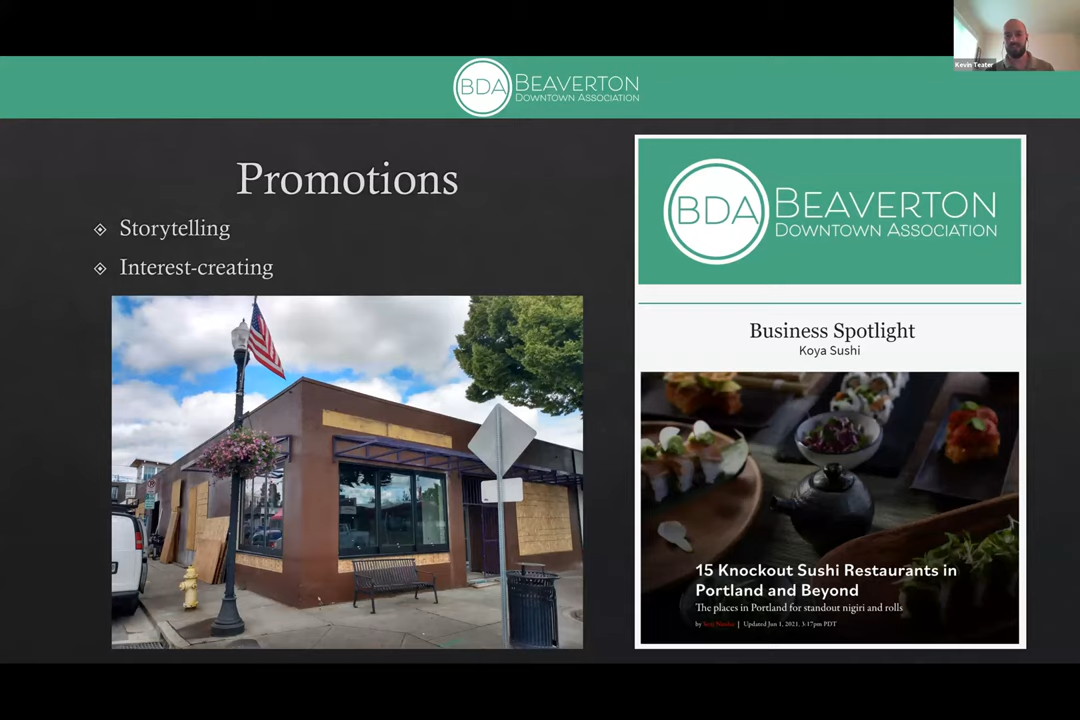 Kevin Teater
BDA BEAVERTON
DOWNTOWN ASSOCIATION
Promotions
Storytelling
Interest-creating
BDA BEAVERTON
DOWNTOWN ASSOCIATION
Business Spotlight
Koya Sushi
15 Knockout Sushi Restaurants in
Portland and Beyond
The places in Portland for standout nigiri and rolls
by | Updated Jun 1, 2021, 3:17pm PDT